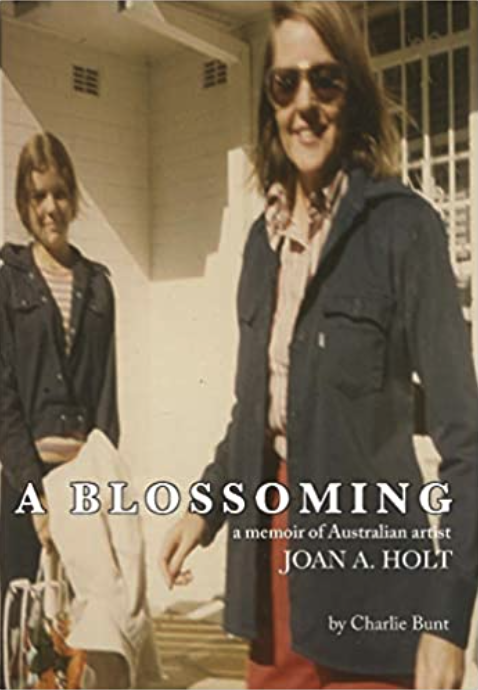 A BLOSSOMING
a memoir of Australian artist
JOAN A. HOLT
by Charlie Bunt